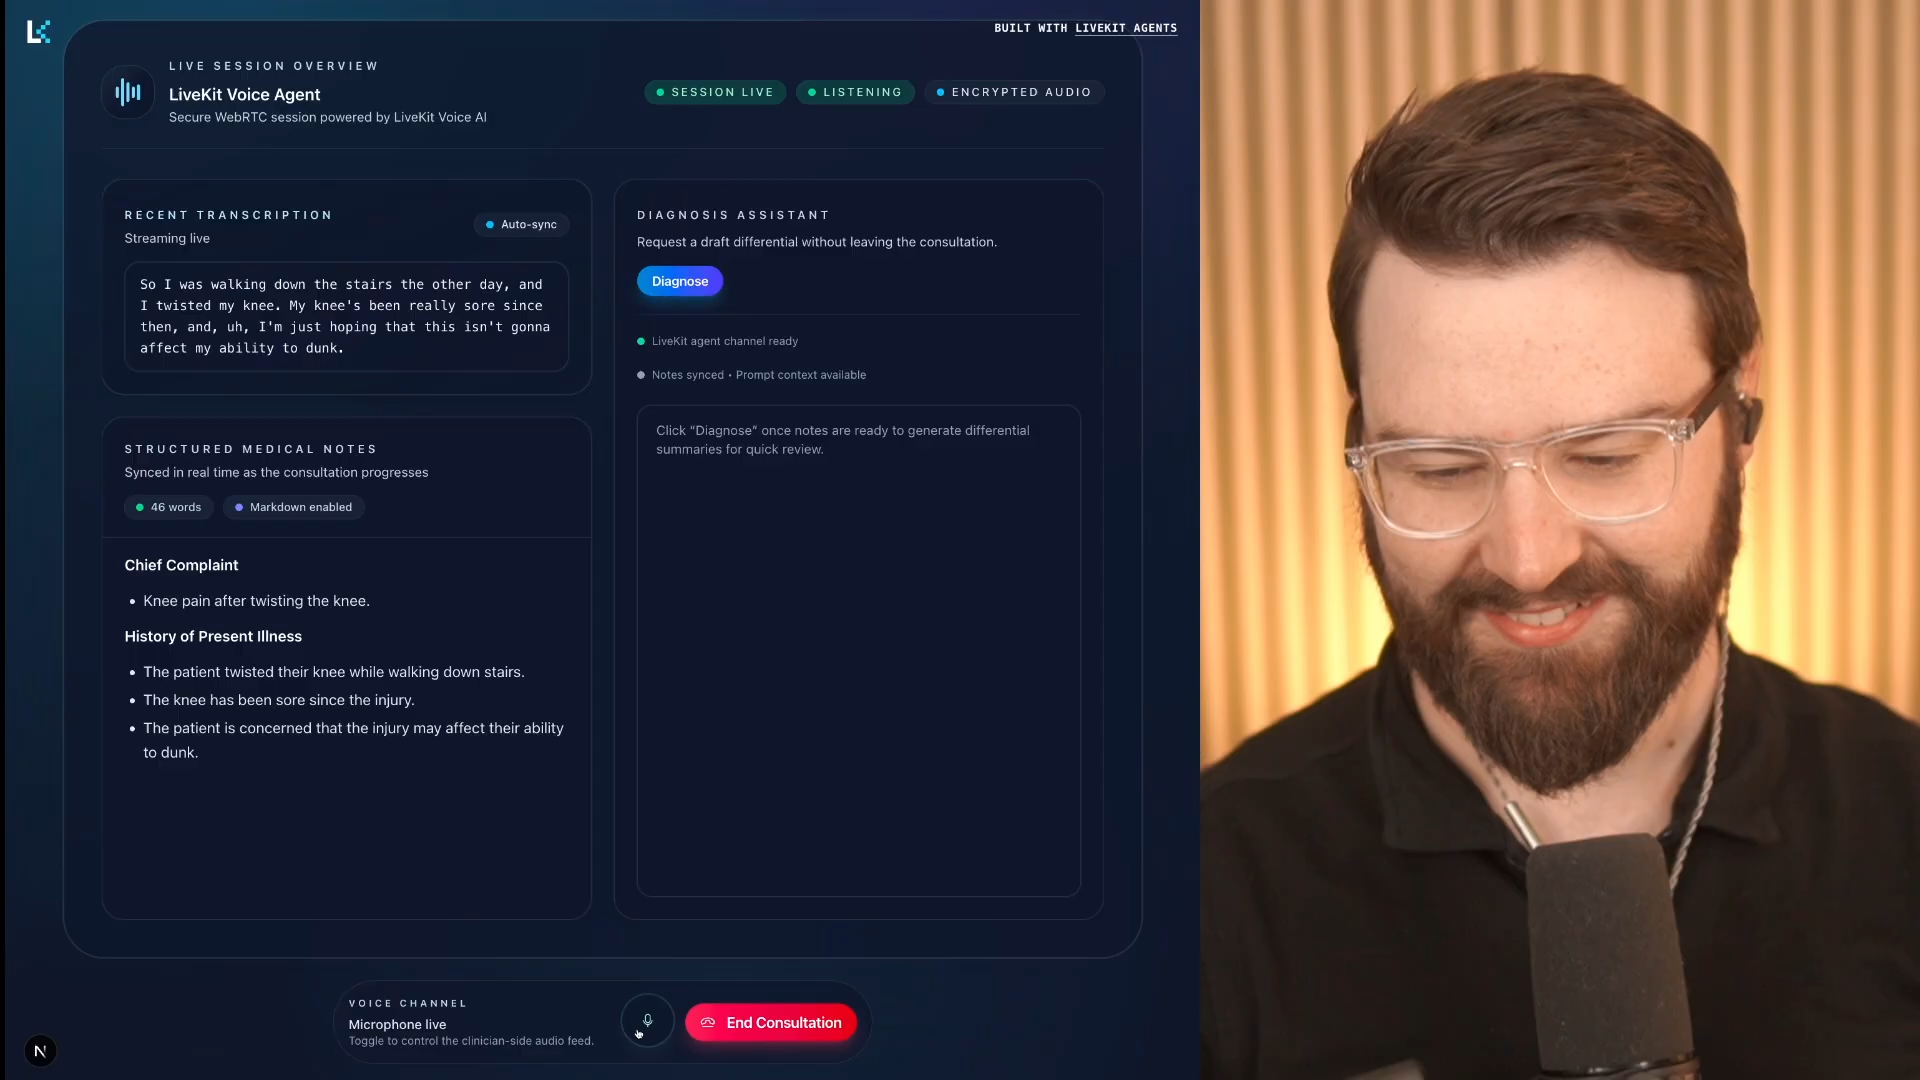 BUILT WITH LIVEKIT AGENTS
LIVE SESSION OVERVIEW
LiveKit Voice Agent
Secure WebRTC session powered by LiveKit Voice AI
SESSION LIVE
LISTENING
ENCRYPTED AUDIO
RECENT TRANSCRIPTION
Streaming live
Auto-sync
So I was walking down the stairs the other day, and
I twisted my knee. My knee's been really sore since
then, and, uh, I'm just hoping that this isn't gonna
affect my ability to dunk.
STRUCTURED MEDICAL NOTES
Synced in real time as the consultation progresses
46 words
Markdown enabled
Chief Complaint
• Knee pain after twisting the knee.
History of Present Illness
• The patient twisted their knee while walking down stairs.
• The knee has been sore since the injury.
• The patient is concerned that the injury may affect their ability
to dunk.
DIAGNOSIS ASSISTANT
Request a draft differential without leaving the consultation.
Diagnose
LiveKit agent channel ready
Notes synced • Prompt context available
Click “Diagnose” once notes are ready to generate differential
summaries for quick review.
VOICE CHANNEL
Microphone live
Toggle to control the clinician-side audio feed.
End Consultation
N